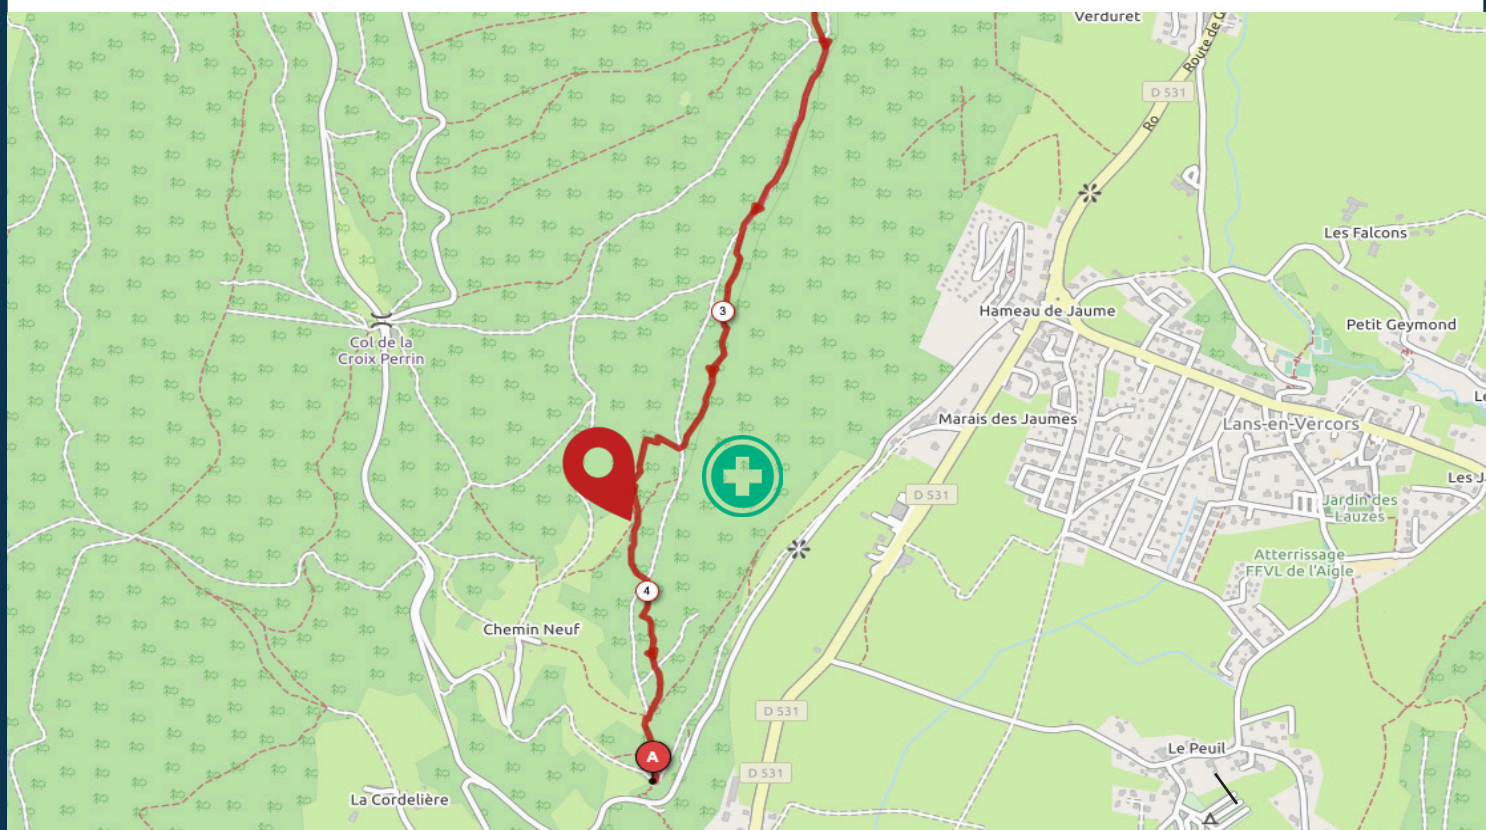 Verduret
Route de G
D 531
Ro
Les Falcons
3
Hameau de Jaume
Petit Geymond
Col de la
Croix Perrin
Le
Marais des Jaumes
Lans-en-Vercors
Les J
D 531
Jardin des
Lauzes
Atterrissage
FFVL de l'Aigle
4
Chemin Neuf
D 531
Le Peuil
A
D 531
La Cordelière